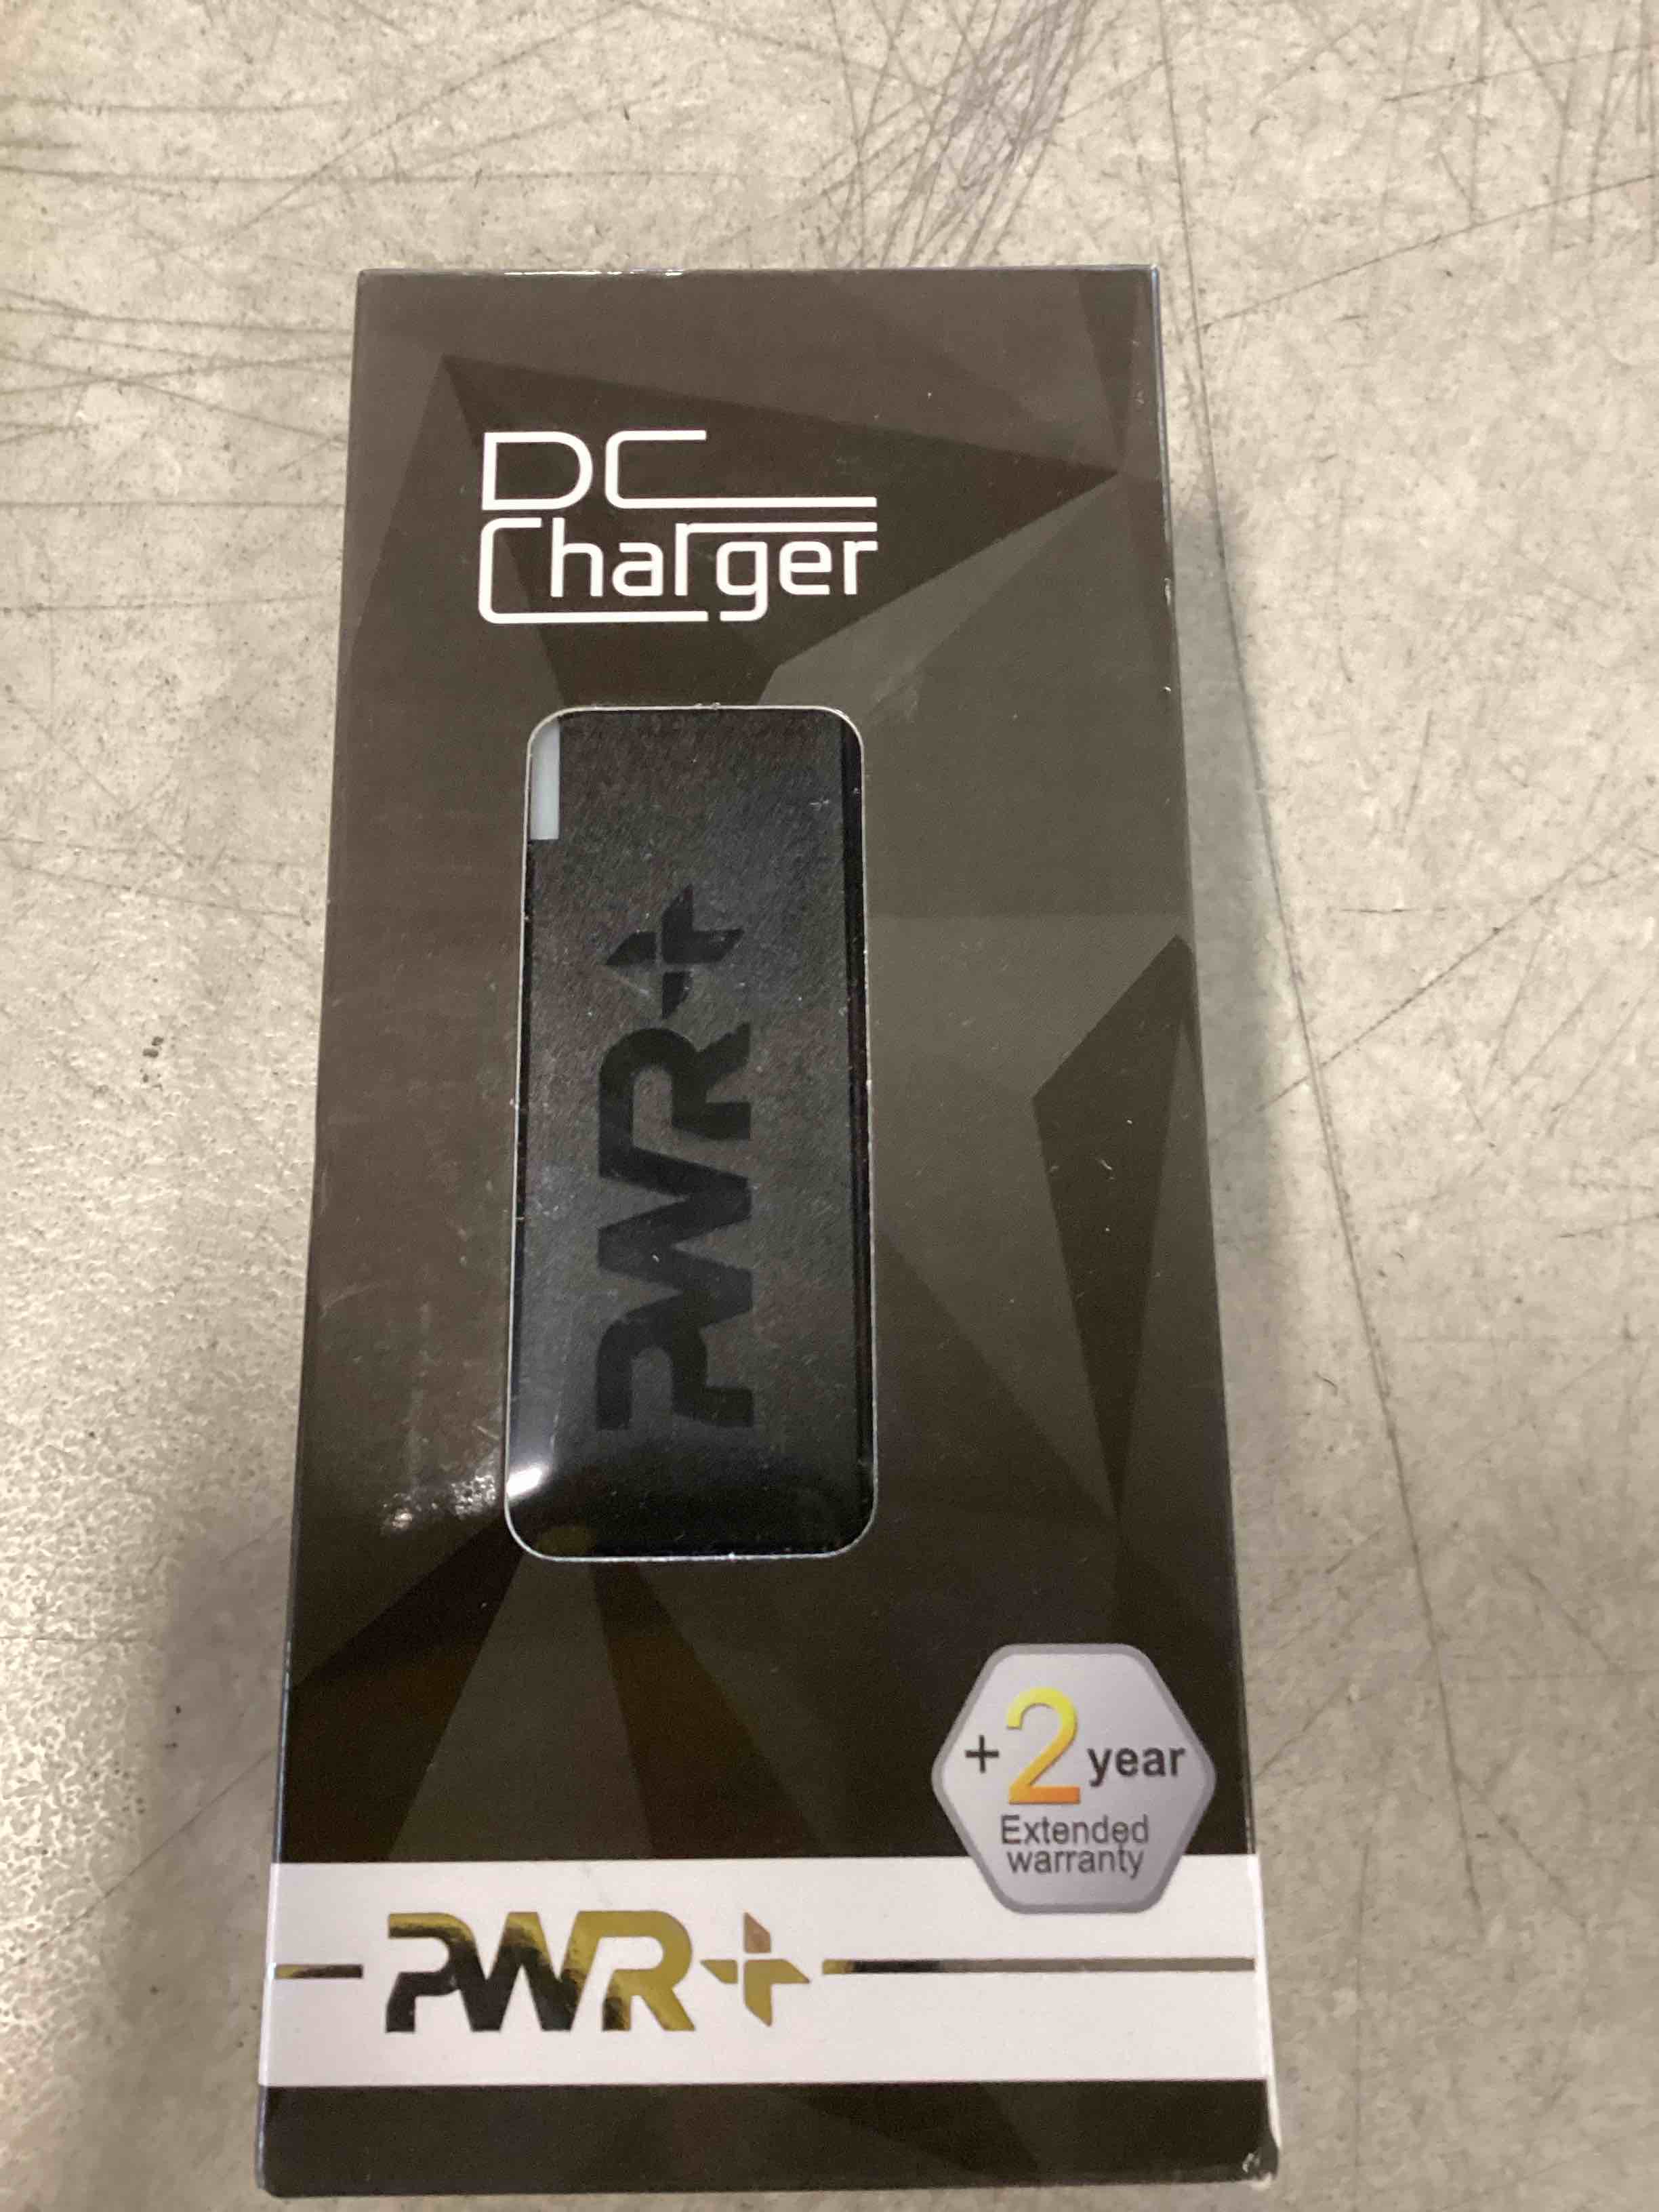 DC
Charger
PWR+
+2 year
Extended
warranty
PWR+